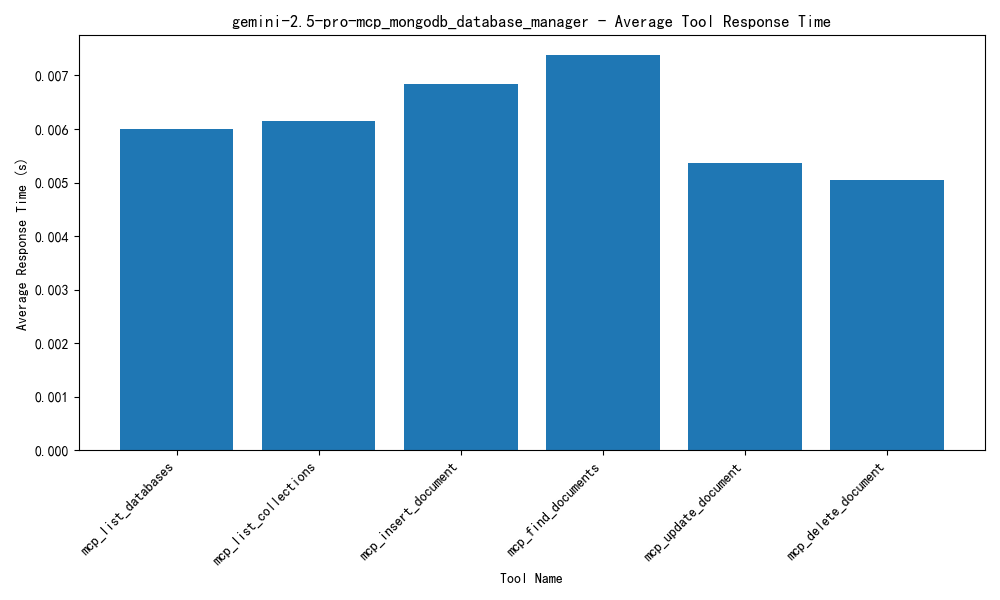 gemini-2.5-pro-mcp_mongodb_database_manager - Average Tool Response Time
Average Response Time (s)
0.007
0.006
0.005
0.004
0.003
0.002
0.001
0.000
mcp_list_databases
mcp_list_collections
mcp_insert_document
mcp_find_documents
mcp_update_document
mcp_delete_document
Tool Name